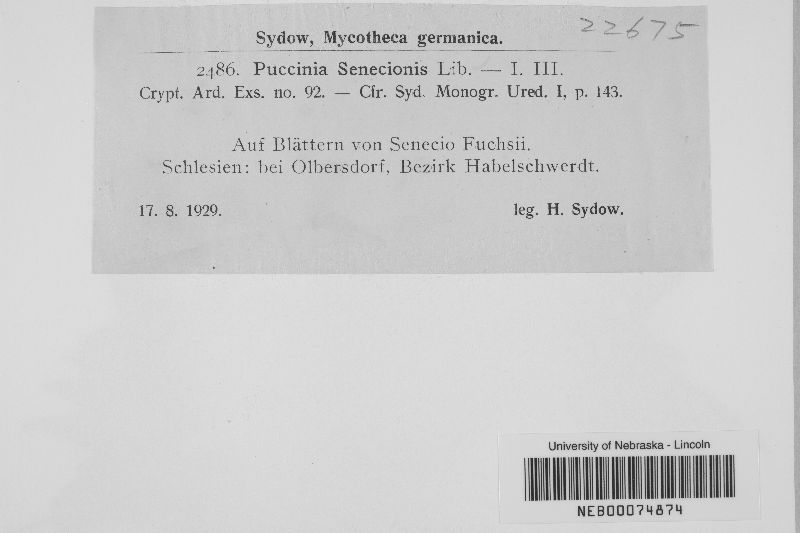 22675
Sydow, Mycotheca germanica.
2486. Puccinia Senecionis Lib. — I. III.
Crypt. Ard. Exs. no. 92. — Cfr. Syd. Monogr. Ured. I, p. 143.
Auf Blättern von Senecio Fuchsii.
Schlesien: bei Olbersdorf, Bezirk Habelschwerdt.
17. 8. 1929. leg. H. Sydow.
University of Nebraska - Lincoln
NEB00074874